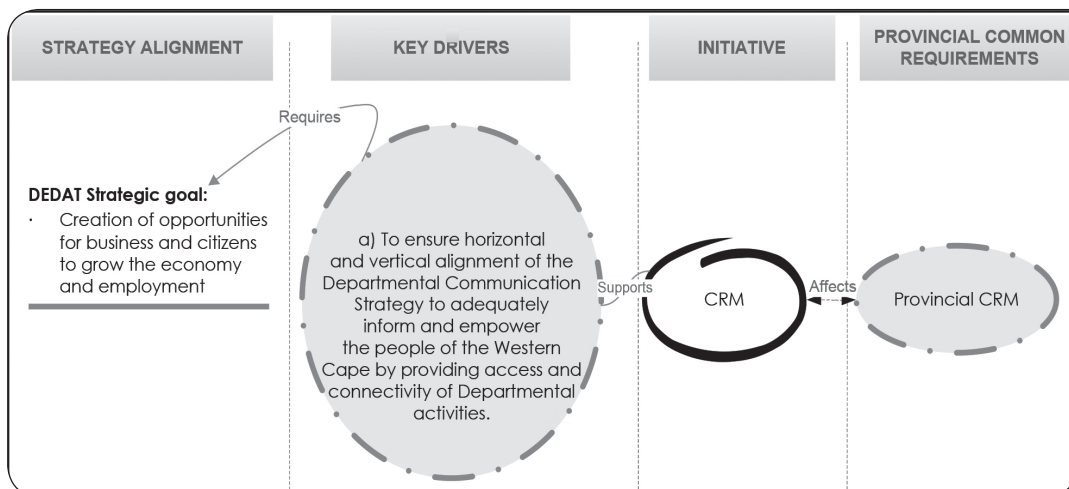 STRATEGY ALIGNMENT
KEY DRIVERS
INITIATIVE
PROVINCIAL COMMON
REQUIREMENTS
Requires
DEDAT Strategic goal:
· Creation of opportunities
for business and citizens
to grow the economy
and employment
a) To ensure horizontal
and vertical alignment of the
Departmental Communication
Strategy to adequately
inform and empower
the people of the Western
Cape by providing access and
connectivity of Departmental
activities.
Supports
CRM
Affects
Provincial CRM